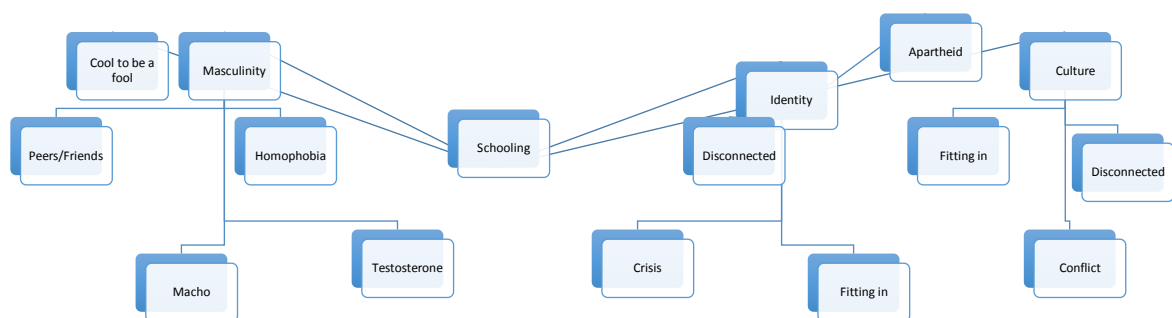 Cool to be a
fool
Masculinity
Apartheid
Culture
Identity
Peers/Friends
Homophobia
Schooling
Disconnected
Fitting in
Disconnected
Macho
Testosterone
Crisis
Fitting in
Conflict